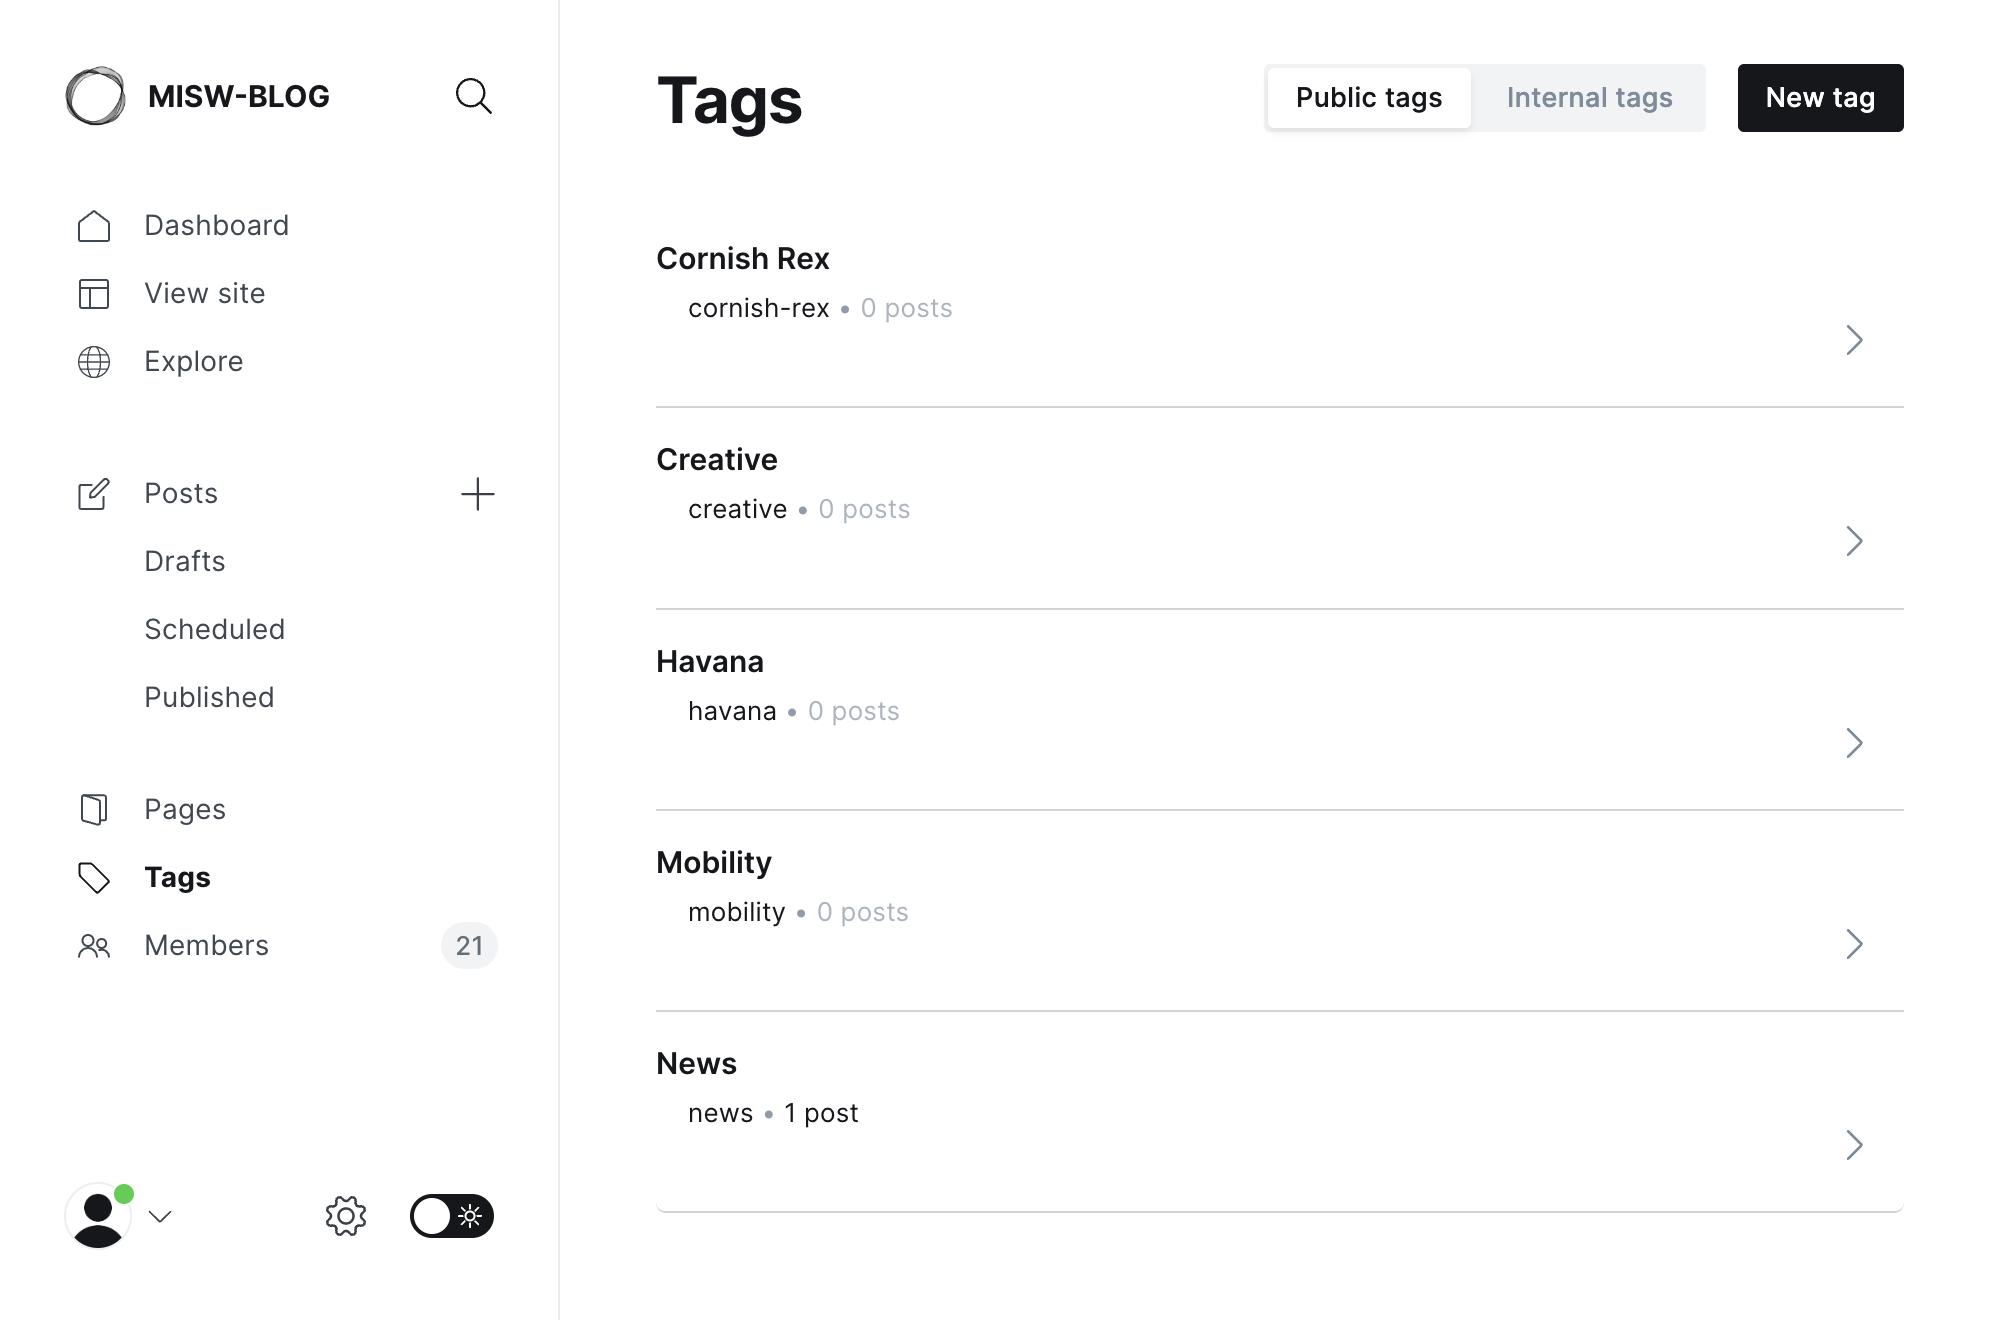 MISW-BLOG
Dashboard
View site
Explore
Posts
Drafts
Scheduled
Published
Pages
Tags
Members 21
Tags
Public tags Internal tags New tag
Cornish Rex
cornish-rex • 0 posts
Creative
creative • 0 posts
Havana
havana • 0 posts
Mobility
mobility • 0 posts
News
news • 1 post